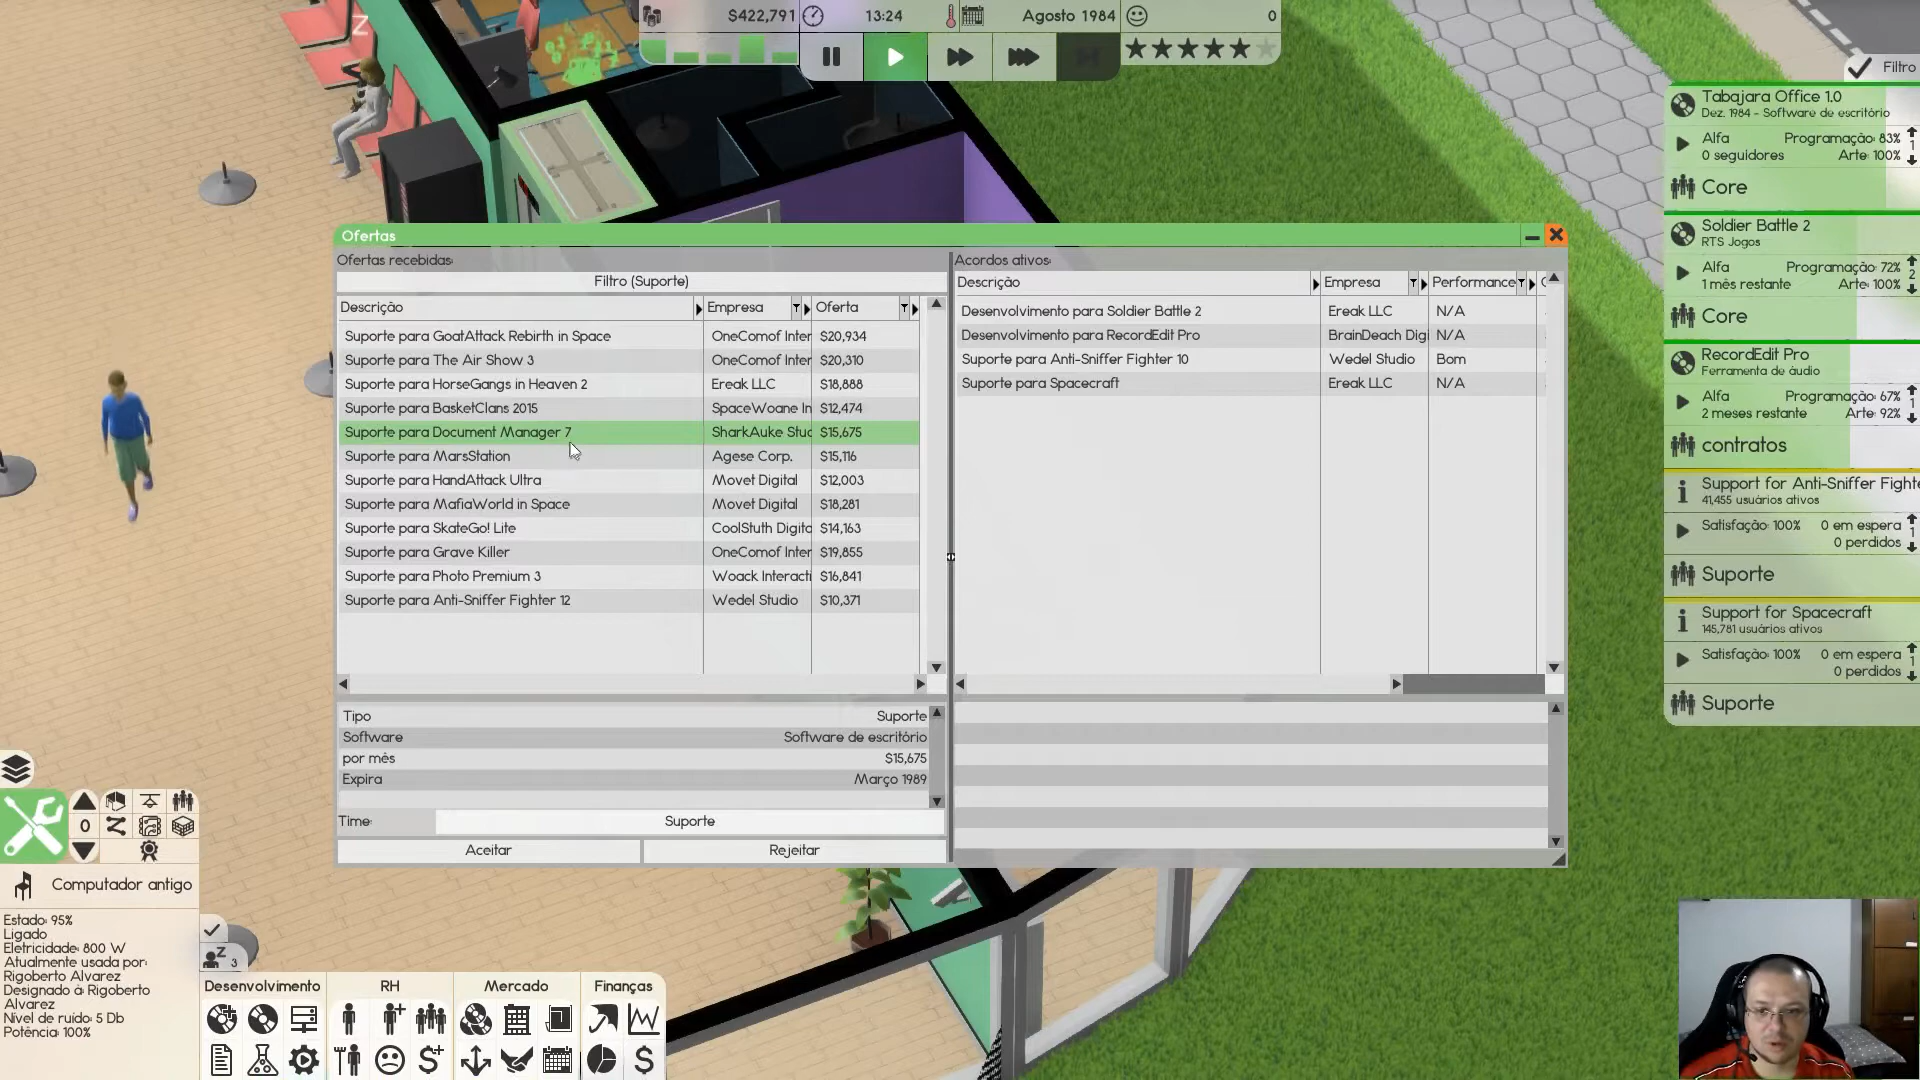 $422,791
13:24
Agosto 1984
0
Filtro
Tabajara Office 1.0
Dez. 1984 - Software de escritório
Alfa Programação: 83%
0 seguidores Arte: 100%
1
Core
Soldier Battle 2
RTS Jogos
Alfa Programação: 72%
1 mês restante Arte: 100%
2
Core
RecordEdit Pro
Ferramenta de áudio
Alfa Programação: 67%
2 meses restante Arte: 92%
1
contratos
Support for Anti-Sniffer Fighte
41,455 usuários ativos
Satisfação: 100% 0 em espera
0 perdidos
1
Suporte
Support for Spacecraft
145,781 usuários ativos
Satisfação: 100% 0 em espera
0 perdidos
1
Suporte
Ofertas
Ofertas recebidas:
Filtro (Suporte)
Descrição Empresa Oferta
Suporte para GoatAttack Rebirth in Space OneComof Inter $20,934
Suporte para The Air Show 3 OneComof Inter $20,310
Suporte para HorseGangs in Heaven 2 Ereak LLC $18,888
Suporte para BasketClans 2015 SpaceWoane In $12,474
Suporte para Document Manager 7 SharkAuke Stud $15,675
Suporte para MarsStation Agese Corp. $15,116
Suporte para HandAttack Ultra Movet Digital $12,003
Suporte para MafiaWorld in Space Movet Digital $18,281
Suporte para SkateGo! Lite CoolStuth Digita $14,163
Suporte para Grave Killer OneComof Inter $19,855
Suporte para Photo Premium 3 Woack Interacti $16,841
Suporte para Anti-Sniffer Fighter 12 Wedel Studio $10,371
Tipo Suporte
Software Software de escritório
por mês $15,675
Expira Março 1989
Time: Suporte
Aceitar Rejeitar
Acordos ativos:
Descrição Empresa Performance
Desenvolvimento para Soldier Battle 2 Ereak LLC N/A
Desenvolvimento para RecordEdit Pro BrainDeach Digi N/A
Suporte para Anti-Sniffer Fighter 10 Wedel Studio Bom
Suporte para Spacecraft Ereak LLC N/A
0
Computador antigo
Estado: 95%
Ligado
Eletricidade: 800 W
Atualmente usada por:
Rigoberto Alvarez
Designado à: Rigoberto
Alvarez
Nível de ruído: 5 Db
Potência: 100%
3
Desenvolvimento RH Mercado Finanças